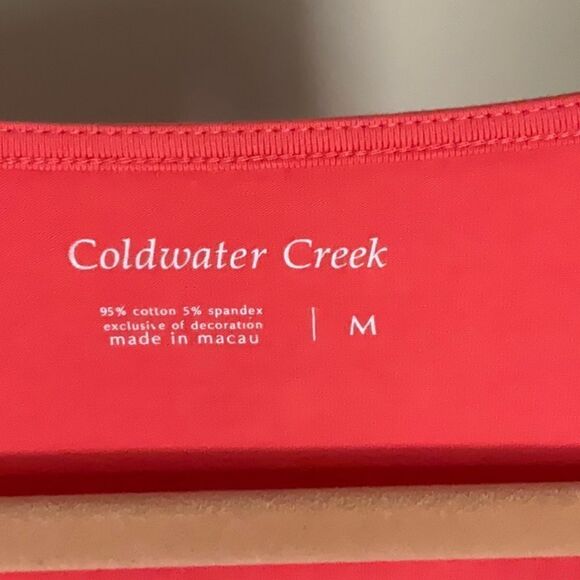 Coldwater Creek
95% cotton 5% spandex
exclusive of decoration
made in macau
M